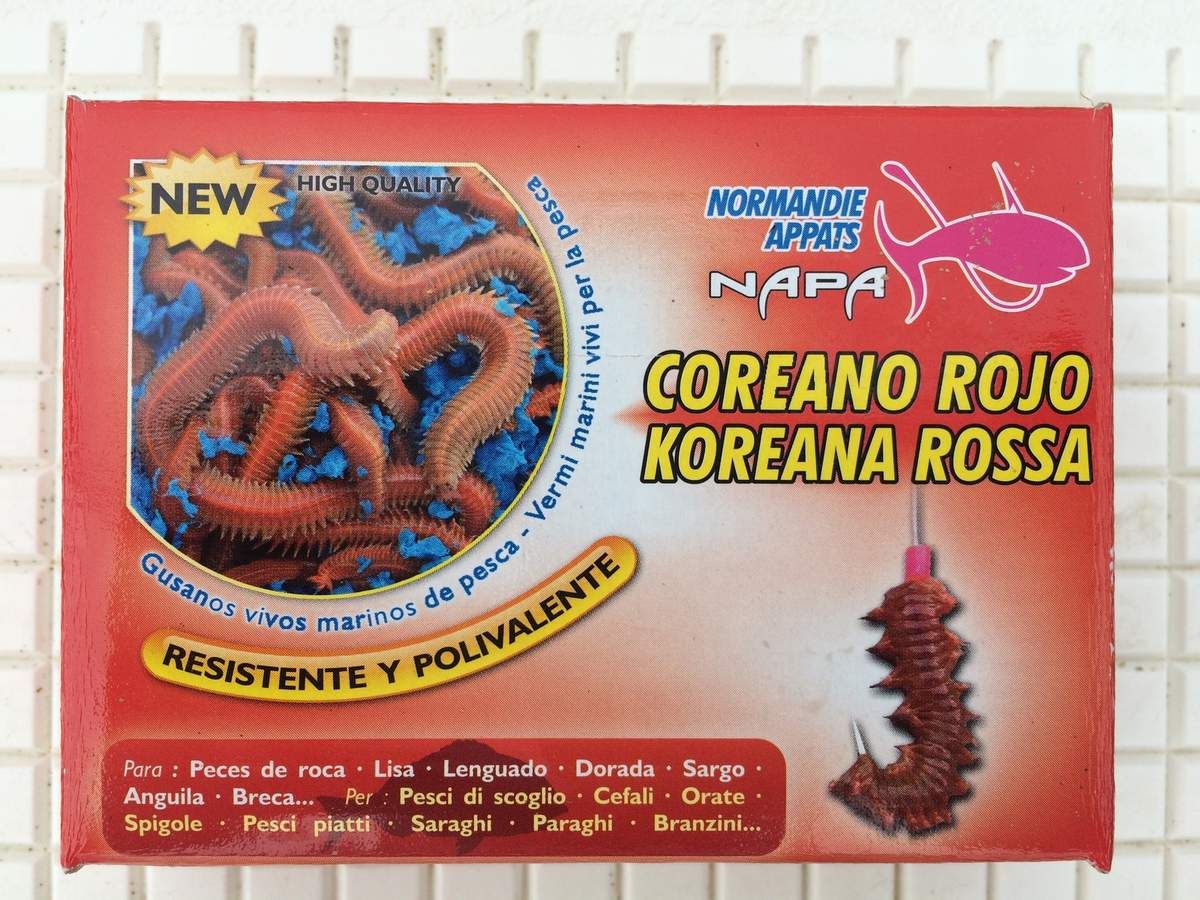 NEW
HIGH QUALITY
Gusanos vivos marinos de pesca - Vermi marini vivi per la pesca
RESISTENTE Y POLIVALENTE
NORMANDIE
APPATS
NAPA
COREANO ROJO
KOREANA ROSSA
Para : Peces de roca · Lisa · Lenguado · Dorada · Sargo ·
Anguila · Breca... Per : Pesci di scoglio · Cefali · Orate ·
Spigole · Pesci piatti · Saraghi · Paraghi · Branzini...